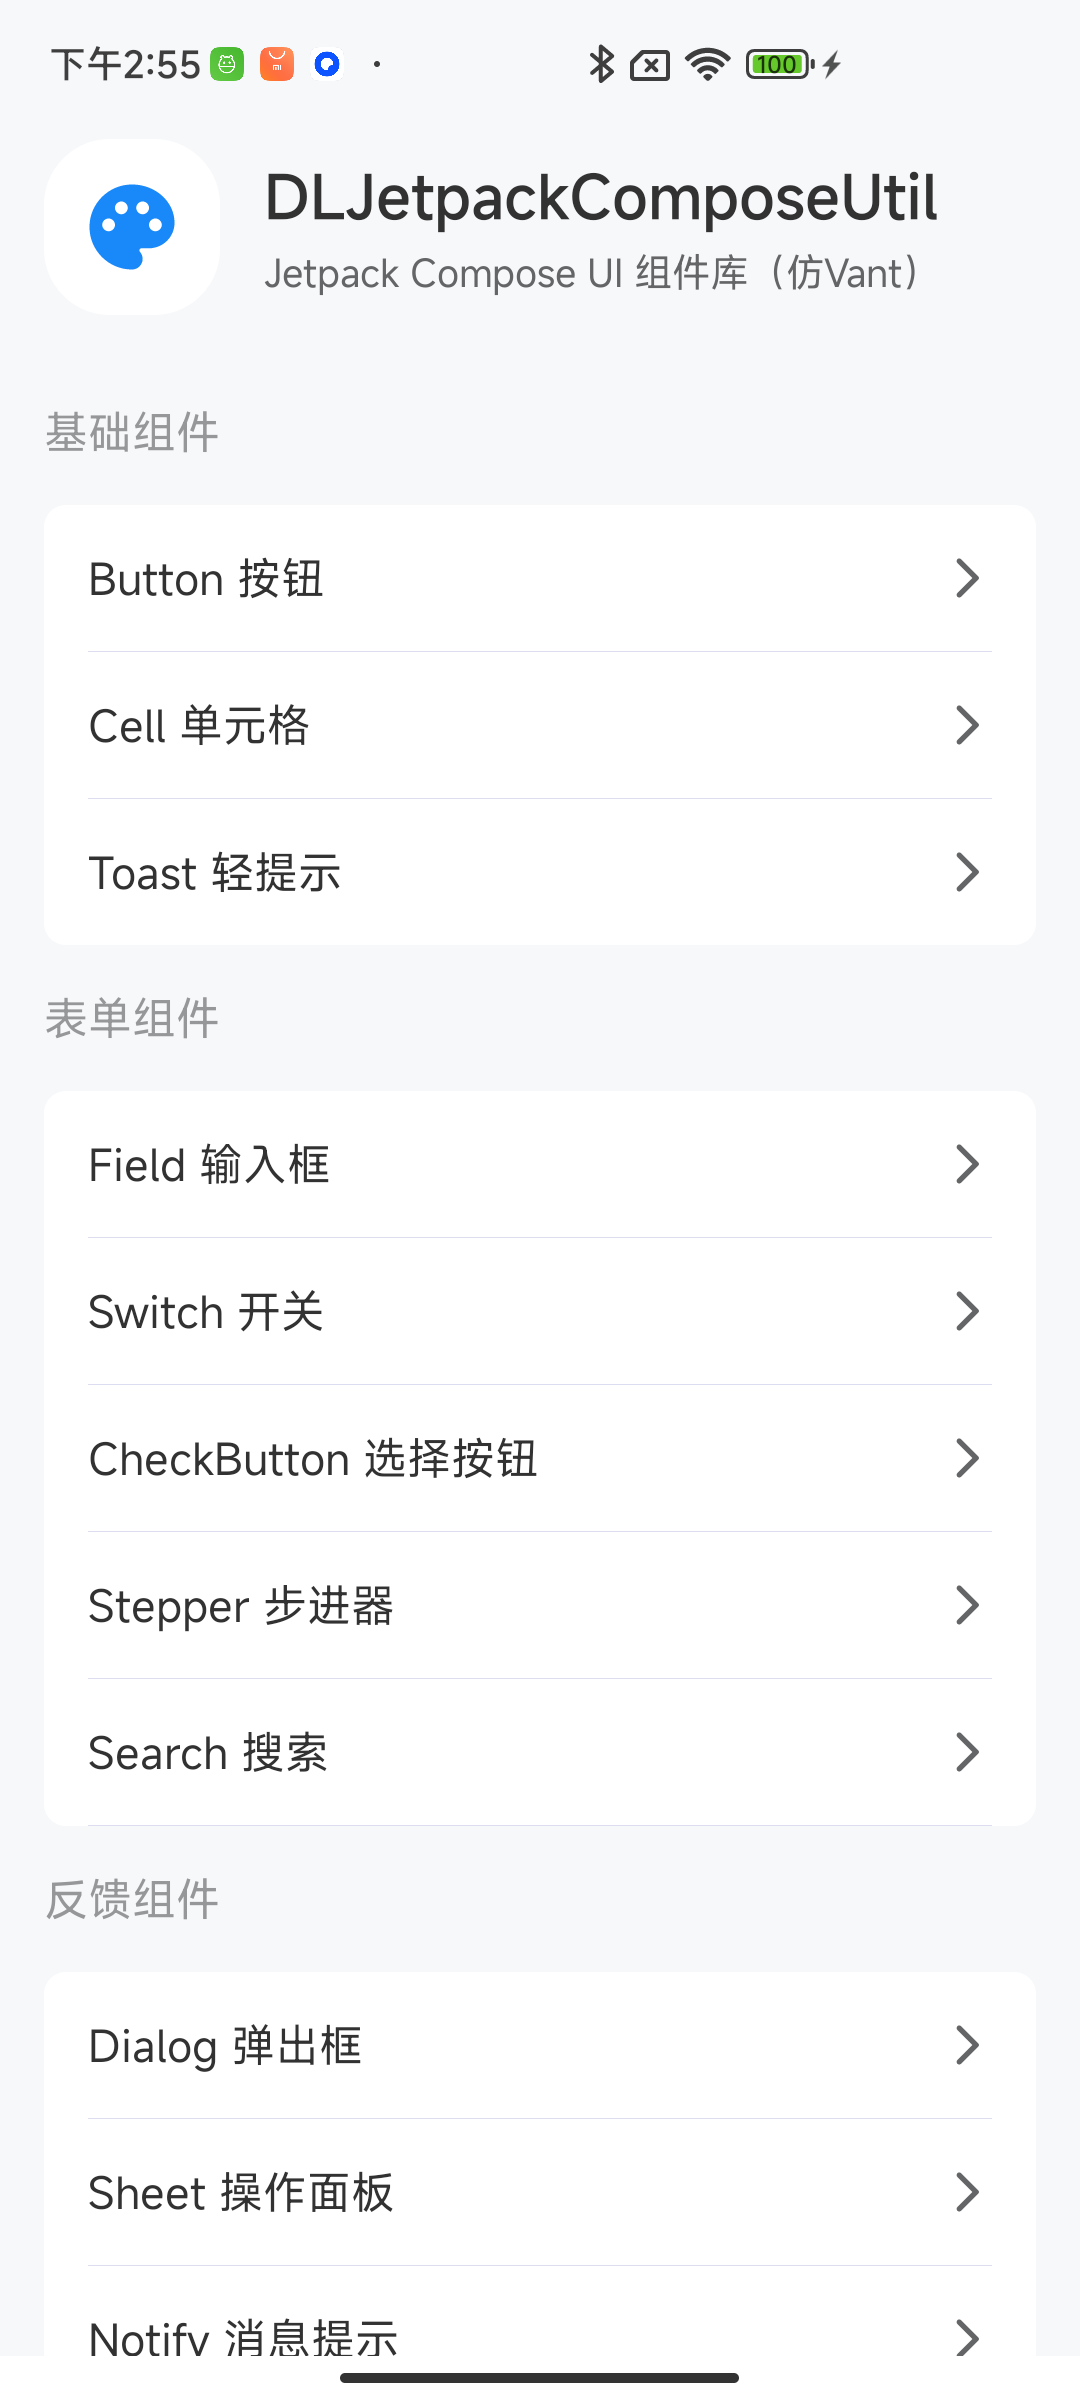 下午2:55
100
DLJetpackComposeUtil
Jetpack Compose UI 组件库（仿Vant）
基础组件
Button 按钮
Cell 单元格
Toast 轻提示
表单组件
Field 输入框
Switch 开关
CheckButton 选择按钮
Stepper 步进器
Search 搜索
反馈组件
Dialog 弹出框
Sheet 操作面板
Notify 消息提示